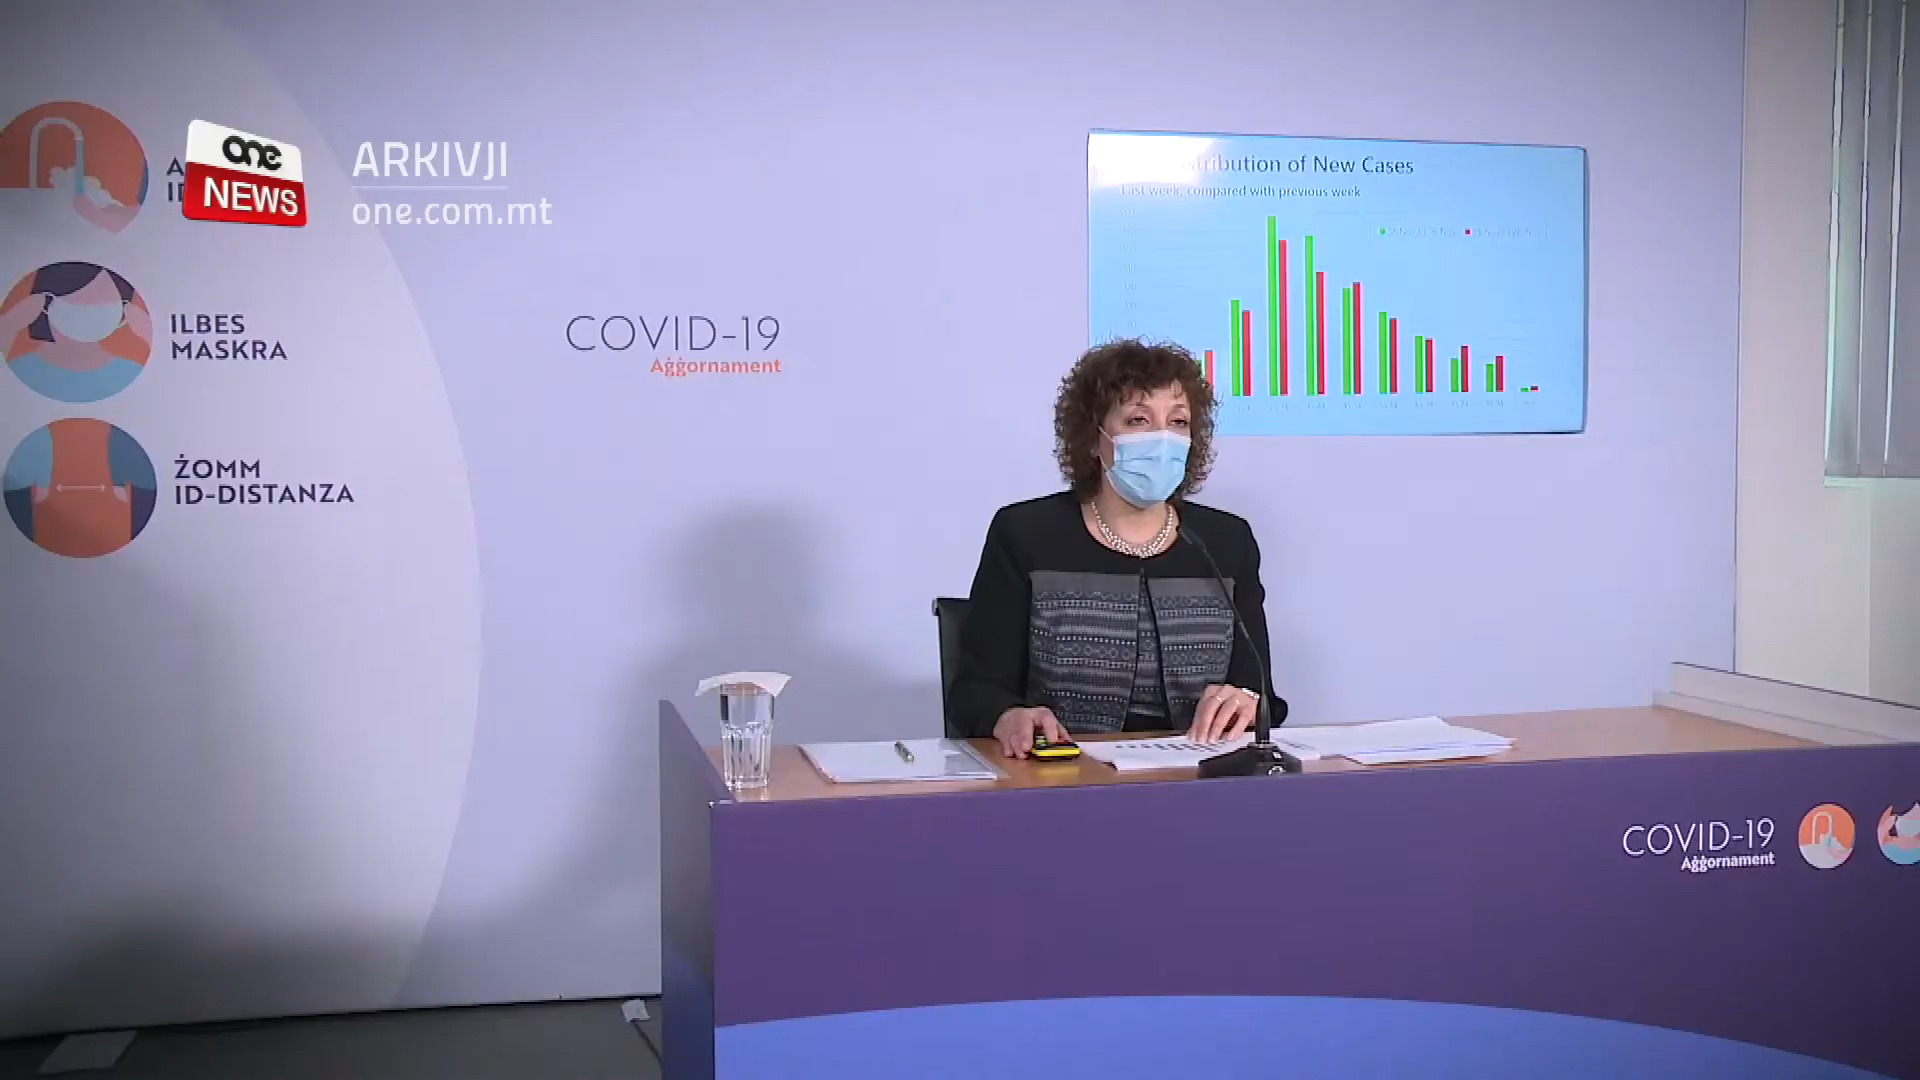 one
NEWS
ARKIVJI
one.com.mt
ILBES
MASKRA
ŻOMM
ID-DISTANZA
COVID-19
Aġġornament
of New Cases
Last week, compared with previous week
COVID-19
Aġġornament